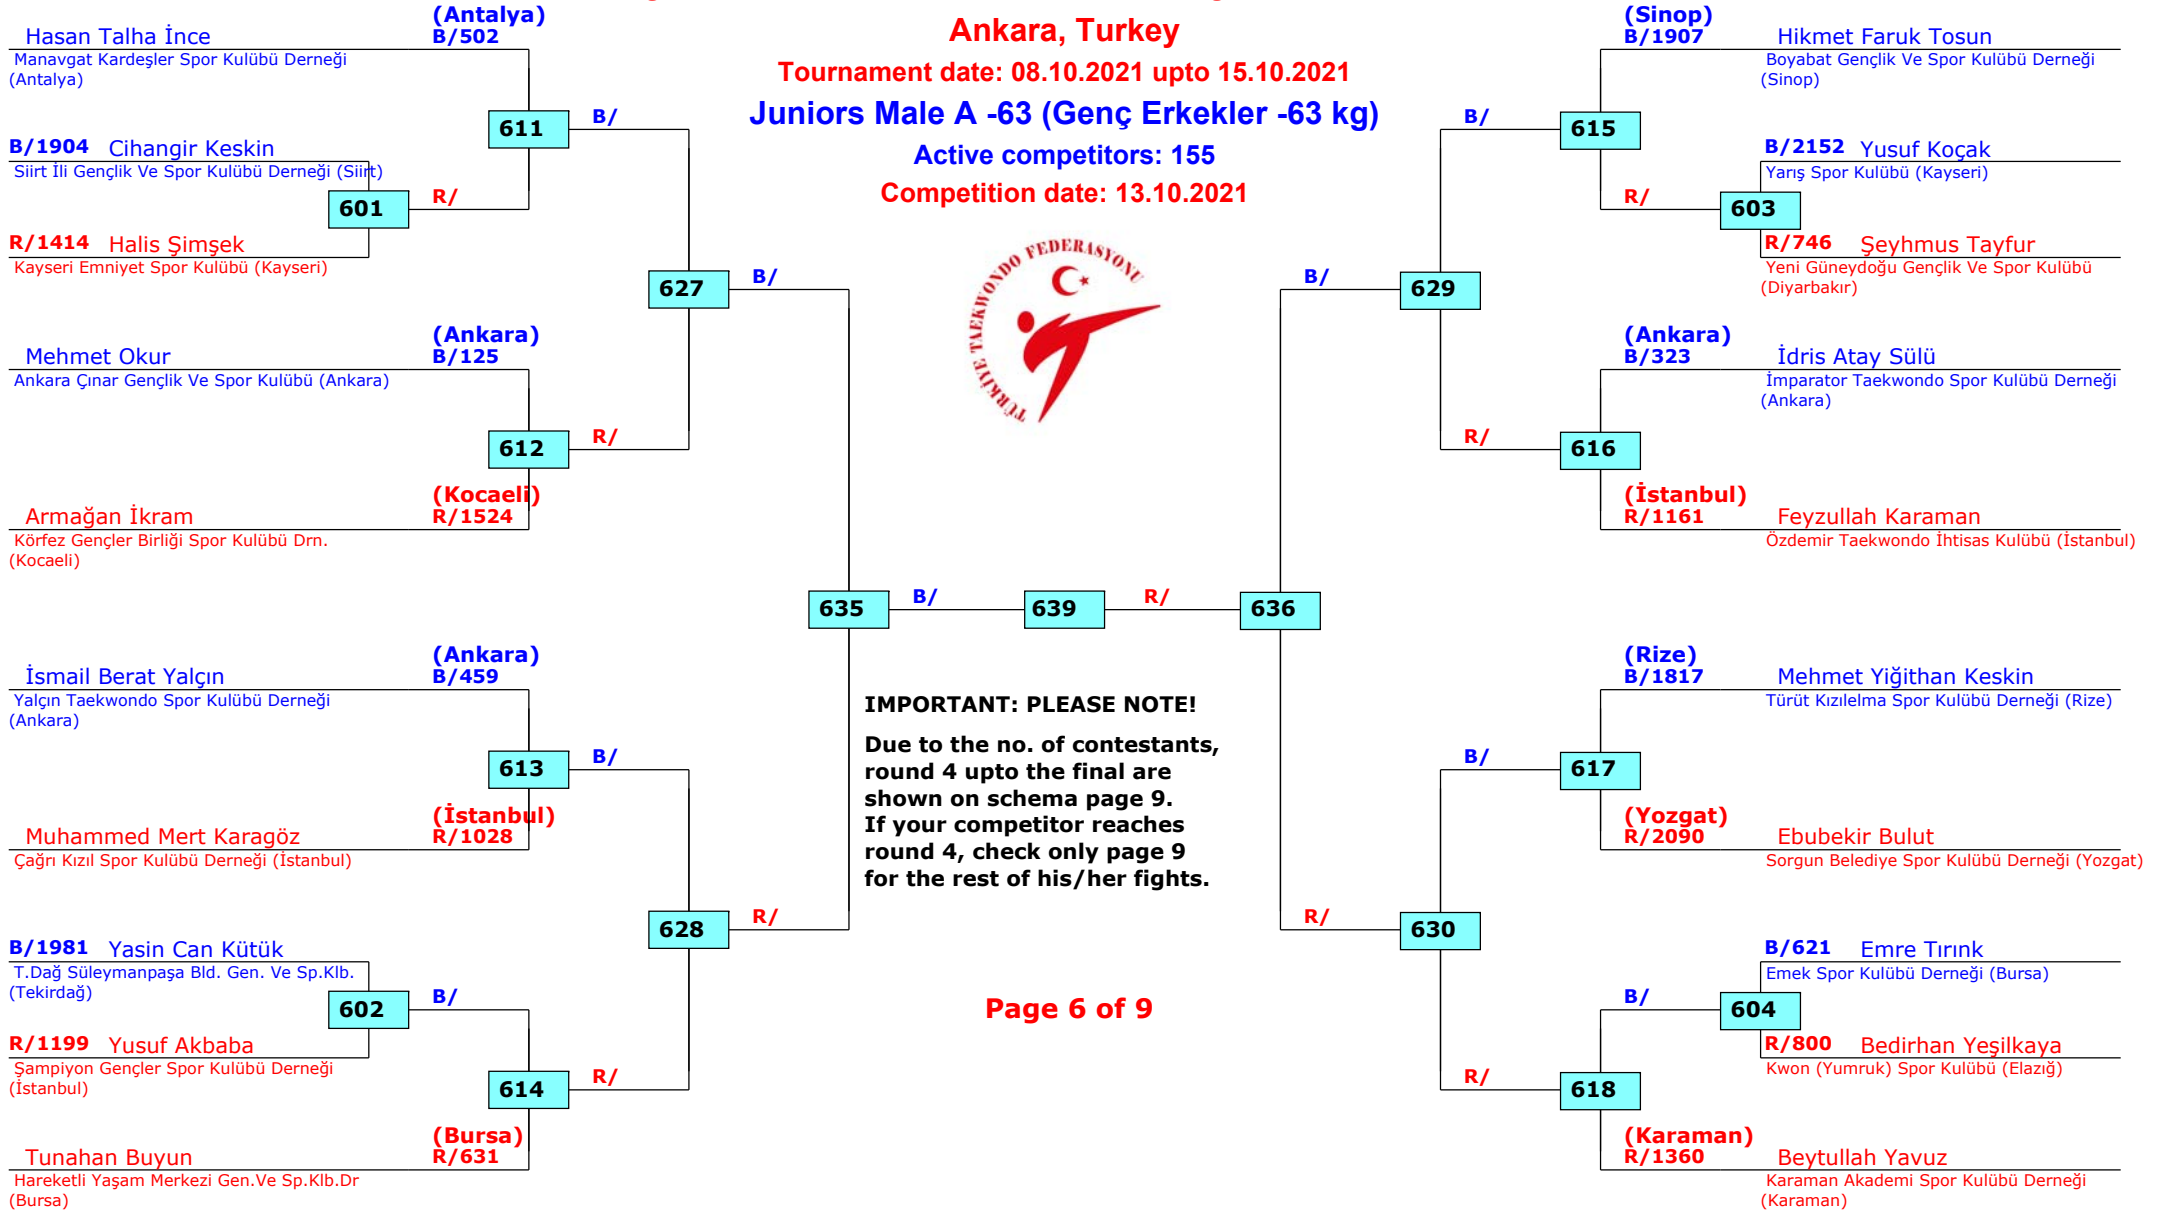 Ankara, Turkey
Tournament date: 08.10.2021 upto 15.10.2021
Juniors Male A -63 (Genç Erkekler -63 kg)
Active competitors: 155
Competition date: 13.10.2021
TÜRKİYE TAEKWONDO FEDERASYONU
(Antalya)
Hasan Talha İnce B/502
Manavgat Kardeşler Spor Kulübü Derneği
(Antalya)
611 B/
B/1904 Cihangir Keskin
Siirt İli Gençlik Ve Spor Kulübü Derneği (Siirt)
601 R/
R/1414 Halis Şimşek
Kayseri Emniyet Spor Kulübü (Kayseri)
627 B/
(Ankara)
Mehmet Okur B/125
Ankara Çınar Gençlik Ve Spor Kulübü (Ankara)
612 R/
(Kocaeli)
Armağan İkram R/1524
Körfez Gençler Birliği Spor Kulübü Drn.
(Kocaeli)
635 B/ 639 R/ 636
(Ankara)
İsmail Berat Yalçın B/459
Yalçın Taekwondo Spor Kulübü Derneği
(Ankara)
613 B/
(İstanbul)
Muhammed Mert Karagöz R/1028
Çağrı Kızıl Spor Kulübü Derneği (İstanbul)
628 R/
B/1981 Yasin Can Kütük
T.Dağ Süleymanpaşa Bld. Gen. Ve Sp.Klb.
(Tekirdağ)
602 B/
R/1199 Yusuf Akbaba
Şampiyon Gençler Spor Kulübü Derneği
(İstanbul)
614 R/
(Bursa)
Tunahan Buyun R/631
Hareketli Yaşam Merkezi Gen.Ve Sp.Klb.Dr
(Bursa)
IMPORTANT: PLEASE NOTE!
Due to the no. of contestants,
round 4 upto the final are
shown on schema page 9.
If your competitor reaches
round 4, check only page 9
for the rest of his/her fights.
Page 6 of 9
(Sinop)
B/1907 Hikmet Faruk Tosun
Boyabat Gençlik Ve Spor Kulübü Derneği
(Sinop)
B/ 615
B/2152 Yusuf Koçak
Yarış Spor Kulübü (Kayseri)
R/ 603
R/746 Şeyhmus Tayfur
Yeni Güneydoğu Gençlik Ve Spor Kulübü
(Diyarbakır)
B/ 629
(Ankara)
B/323 İdris Atay Sülü
İmparator Taekwondo Spor Kulübü Derneği
(Ankara)
R/ 616
(İstanbul)
R/1161 Feyzullah Karaman
Özdemir Taekwondo İhtisas Kulübü (İstanbul)
(Rize)
B/1817 Mehmet Yiğithan Keskin
Türüt Kızılelma Spor Kulübü Derneği (Rize)
B/ 617
(Yozgat)
R/2090 Ebubekir Bulut
Sorgun Belediye Spor Kulübü Derneği (Yozgat)
R/ 630
B/621 Emre Tırınk
Emek Spor Kulübü Derneği (Bursa)
B/ 604
R/800 Bedirhan Yeşilkaya
Kwon (Yumruk) Spor Kulübü (Elazığ)
R/ 618
(Karaman)
R/1360 Beytullah Yavuz
Karaman Akademi Spor Kulübü Derneği
(Karaman)